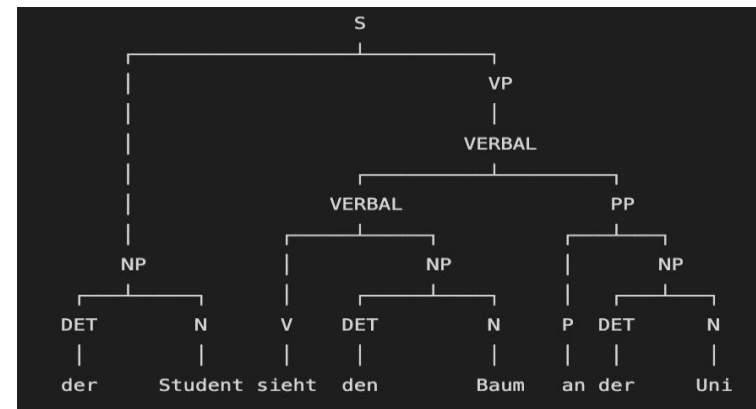 S
VP
VERBAL
VERBAL PP
NP NP NP
DET N V DET N P DET N
der Student sieht den Baum an der Uni